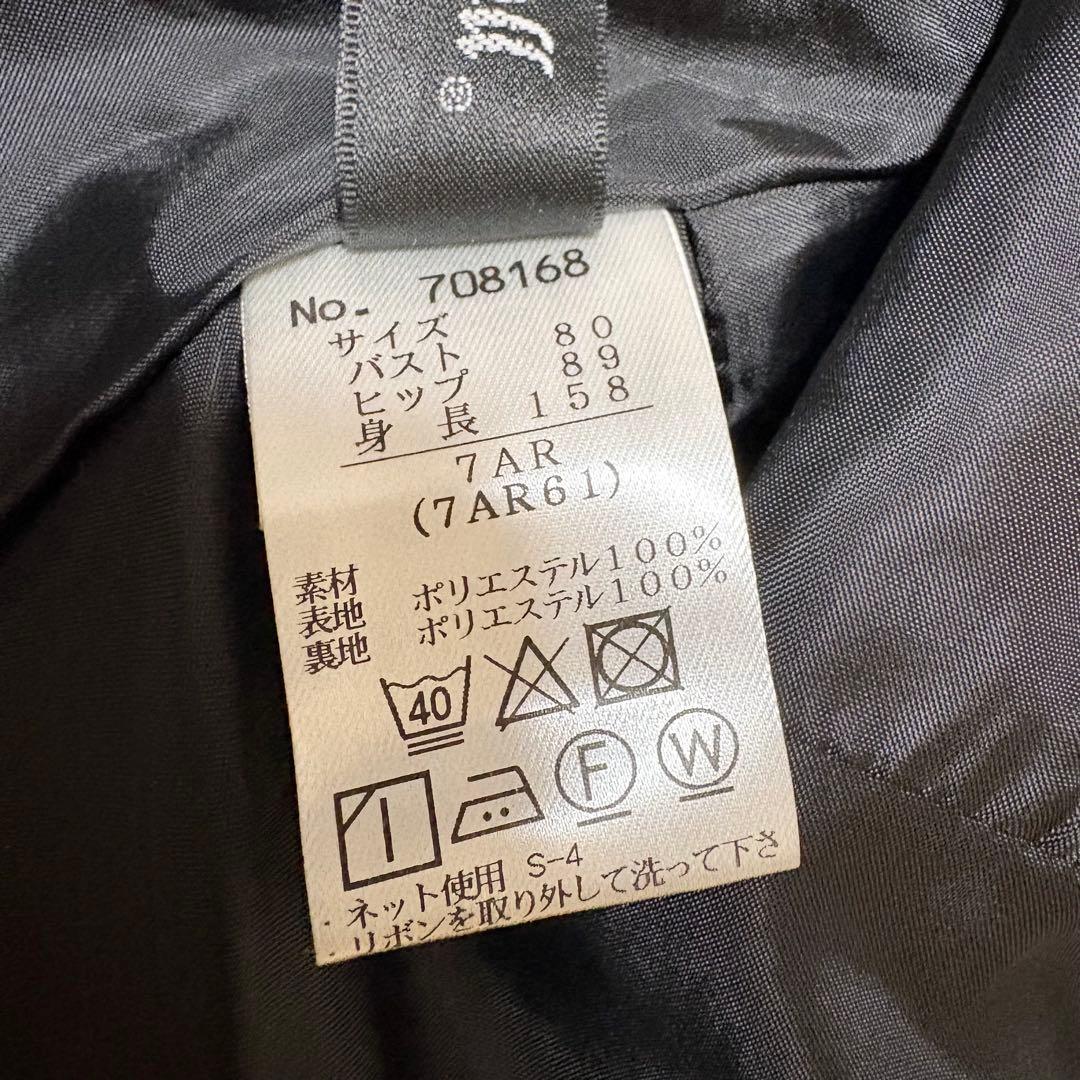 No. 708168
サイズ
バスト 80
ヒップ 89
身長 158
7AR
(7AR61)
素材
表地 ポリエステル100%
裏地 ポリエステル100%
40
F W
ネット使用 S-4
リボンを取り外して洗って下さ